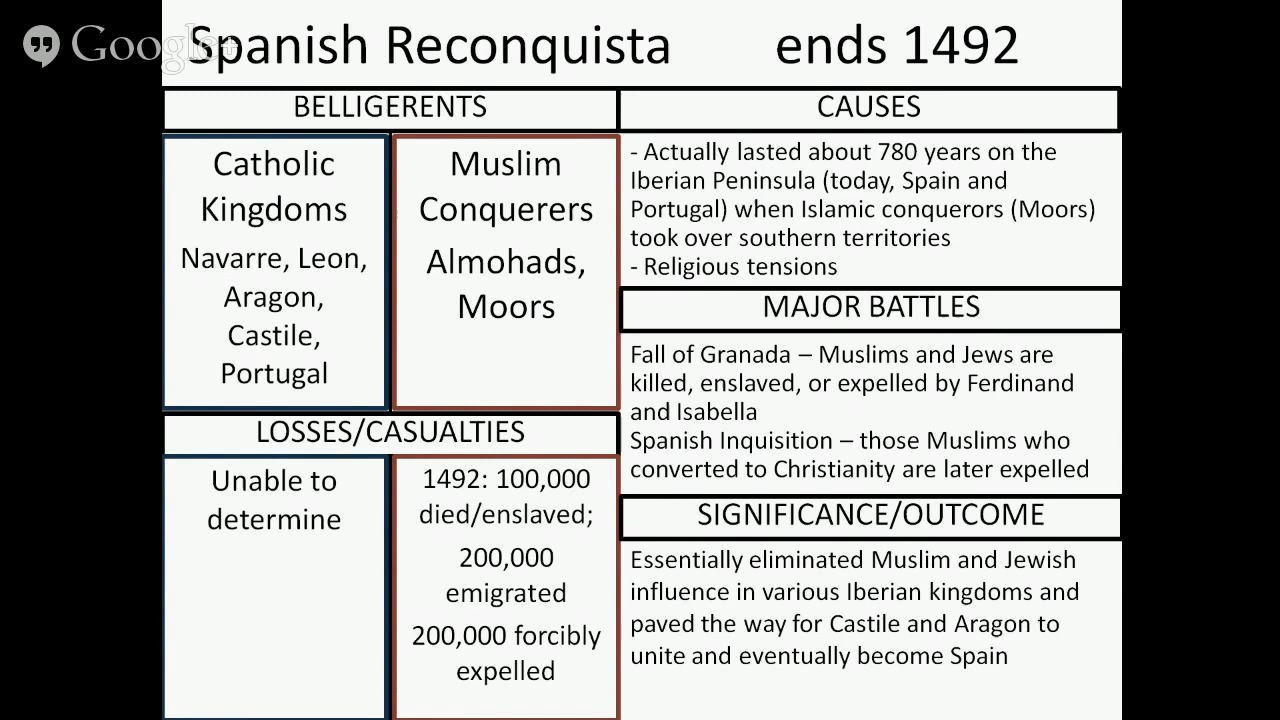 Google+
Spanish Reconquista ends 1492
BELLIGERENTS
Catholic
Kingdoms
Navarre, Leon,
Aragon,
Castile,
Portugal
Muslim
Conquerers
Almohads,
Moors
LOSSES/CASUALTIES
Unable to
determine
1492: 100,000
died/enslaved;
200,000
emigrated
200,000 forcibly
expelled
CAUSES
- Actually lasted about 780 years on the
Iberian Peninsula (today, Spain and
Portugal) when Islamic conquerors (Moors)
took over southern territories
- Religious tensions
MAJOR BATTLES
Fall of Granada – Muslims and Jews are
killed, enslaved, or expelled by Ferdinand
and Isabella
Spanish Inquisition – those Muslims who
converted to Christianity are later expelled
SIGNIFICANCE/OUTCOME
Essentially eliminated Muslim and Jewish
influence in various Iberian kingdoms and
paved the way for Castile and Aragon to
unite and eventually become Spain